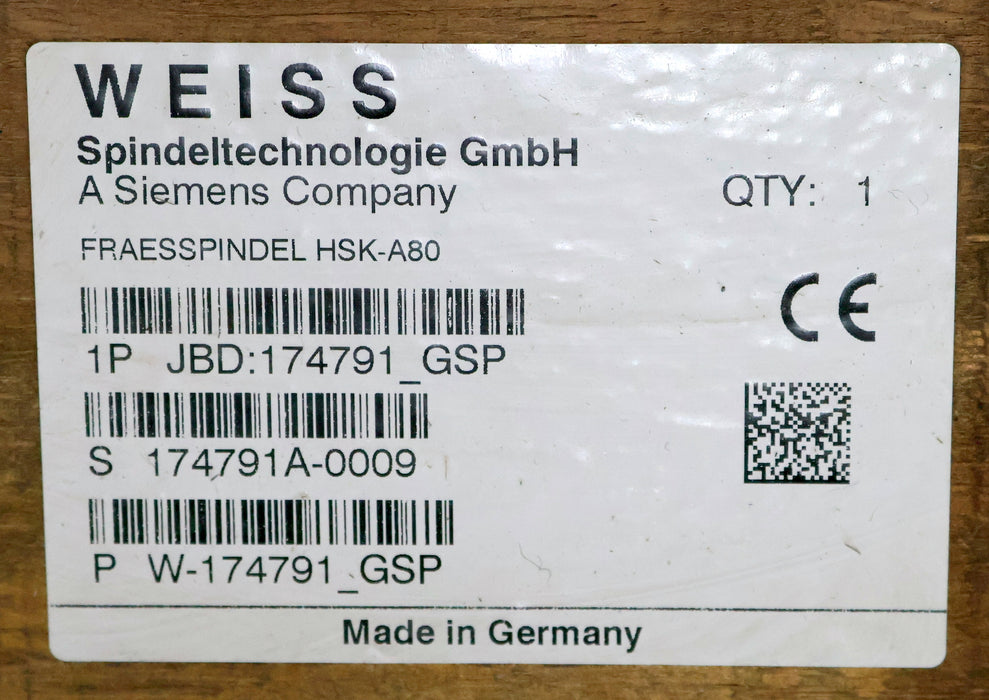 WEISS
Spindeltechnologie GmbH
A Siemens Company
QTY: 1
FRAESSPINDEL HSK-A80
CE
1P JBD:174791_GSP
S 174791A-0009
P W-174791_GSP
Made in Germany